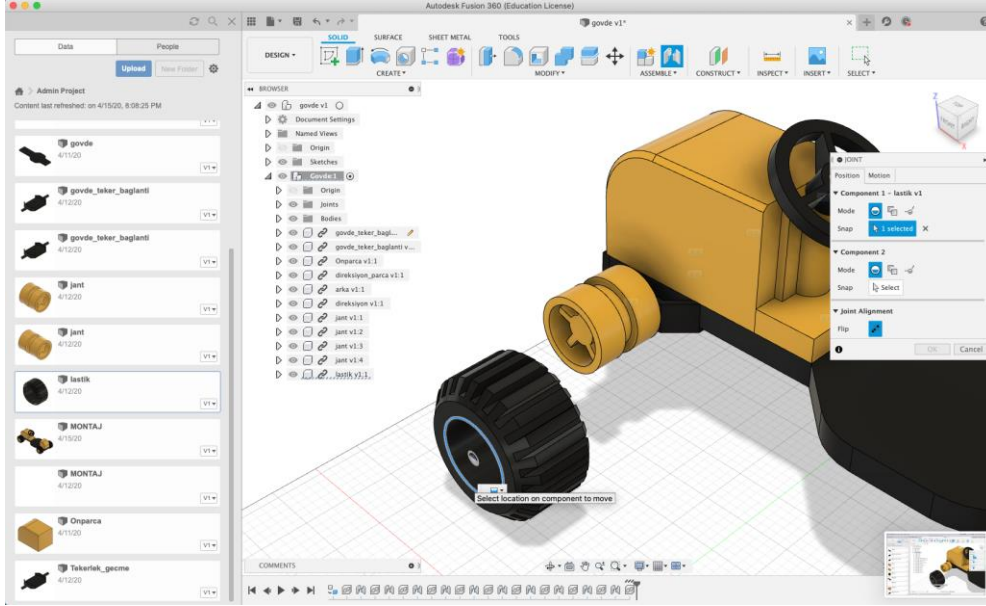 Autodesk Fusion 360 (Education License)
govde v1*
Data
People
Upload
New Folder
Admin Project
Content last refreshed: on 4/15/20, 8:08:25 PM
V1
govde
4/11/20
V1
govde_teker_baglanti
4/12/20
V1
govde_teker_baglanti
4/12/20
V1
jant
4/12/20
V1
jant
4/12/20
V1
lastik
4/12/20
V1
MONTAJ
4/15/20
V1
MONTAJ
4/12/20
V1
Onparca
4/11/20
V1
Tekerlek_gecme
4/12/20
V1
SOLID
SURFACE
SHEET METAL
TOOLS
DESIGN
CREATE
MODIFY
ASSEMBLE
CONSTRUCT
INSPECT
INSERT
SELECT
BROWSER
govde v1
Document Settings
Named Views
Origin
Sketches
Govde:1
Origin
Joints
Bodies
govde_teker_bagl...
govde_teker_baglanti v...
Onparca v1:1
direksiyon_parca v1:1
arka v1:1
direksiyon v1:1
jant v1:1
jant v1:2
jant v1:3
jant v1:4
lastik v1:1
Z
TOP
FRONT
RIGHT
X
JOINT
Position
Motion
Component 1 - lastik v1
Mode
Snap
1 selected
Component 2
Mode
Snap
Select
Joint Alignment
Flip
OK
Cancel
Select location on component to move
COMMENTS